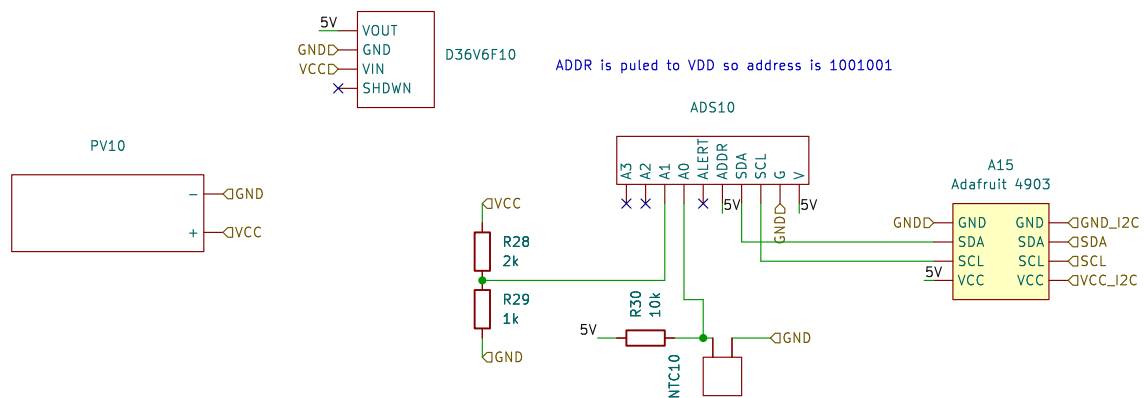 5V
VOUT
GND
GND
VCC
VIN
SHDWN
D36V6F10
ADDR is puled to VDD so address is 1001001
ADS10
A3
A2
A1
A0
ALERT
ADDR
SDA
SCL
G
V
5V
5V
GND
PV10
-
GND
+
VCC
VCC
R28
2k
R29
1k
GND
5V
R30
10k
NTC10
GND
A15
Adafruit 4903
GND
GND
GND
GND_I2C
SDA
SDA
SDA
SCL
SCL
SCL
5V
VCC
VCC
VCC_I2C